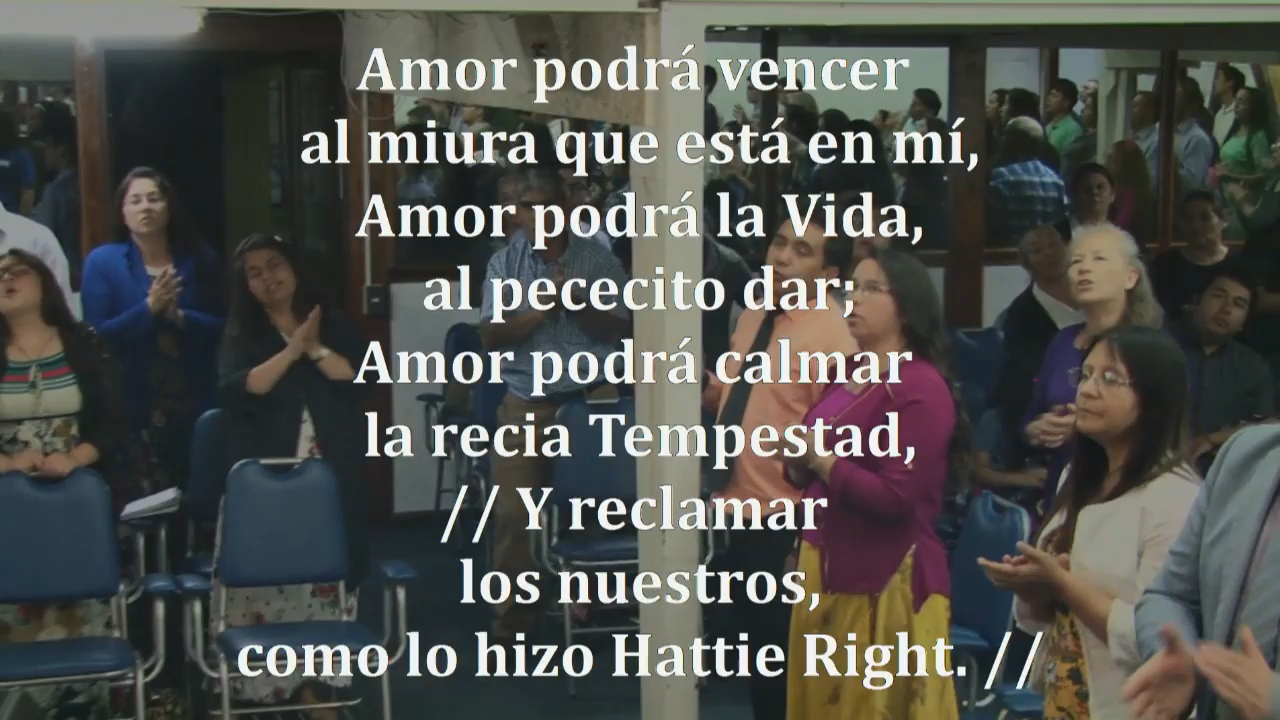 Amor podrá vencer
al miura que está en mí,
Amor podrá la Vida,
al pececito dar;
Amor podrá calmar
la recia Tempestad,
// Y reclamar
los nuestros,
como lo hizo Hattie Right. //